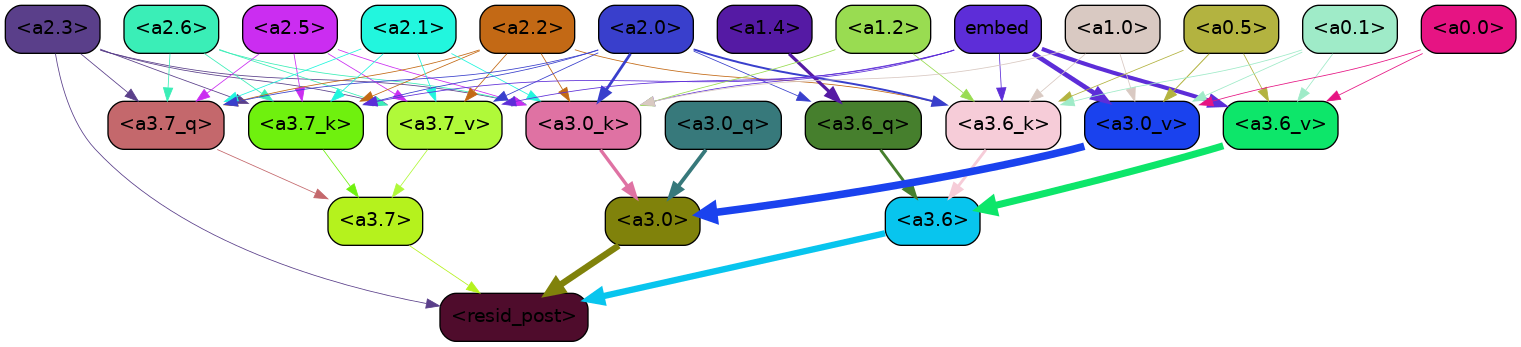 <a2.3> <a2.6> <a2.5> <a2.1> <a2.2> <a2.0> <a1.4> <a1.2> embed <a1.0> <a0.5> <a0.1> <a0.0>
<a3.7_q> <a3.7_k> <a3.7_v> <a3.0_k> <a3.0_q> <a3.6_q> <a3.6_k> <a3.0_v> <a3.6_v>
<a3.7> <a3.0> <a3.6>
<resid_post>